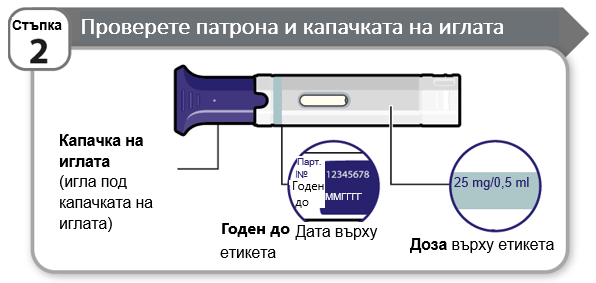 Стъпка
2
Проверете патрона и капачката на иглата
Капачка на
иглата
(игла под
капачката на
иглата)
Парт.
№
12345678
Годен
до
ММГГГГ
Годен до Дата върху
етикета
25 mg/0,5 ml
Доза върху етикета